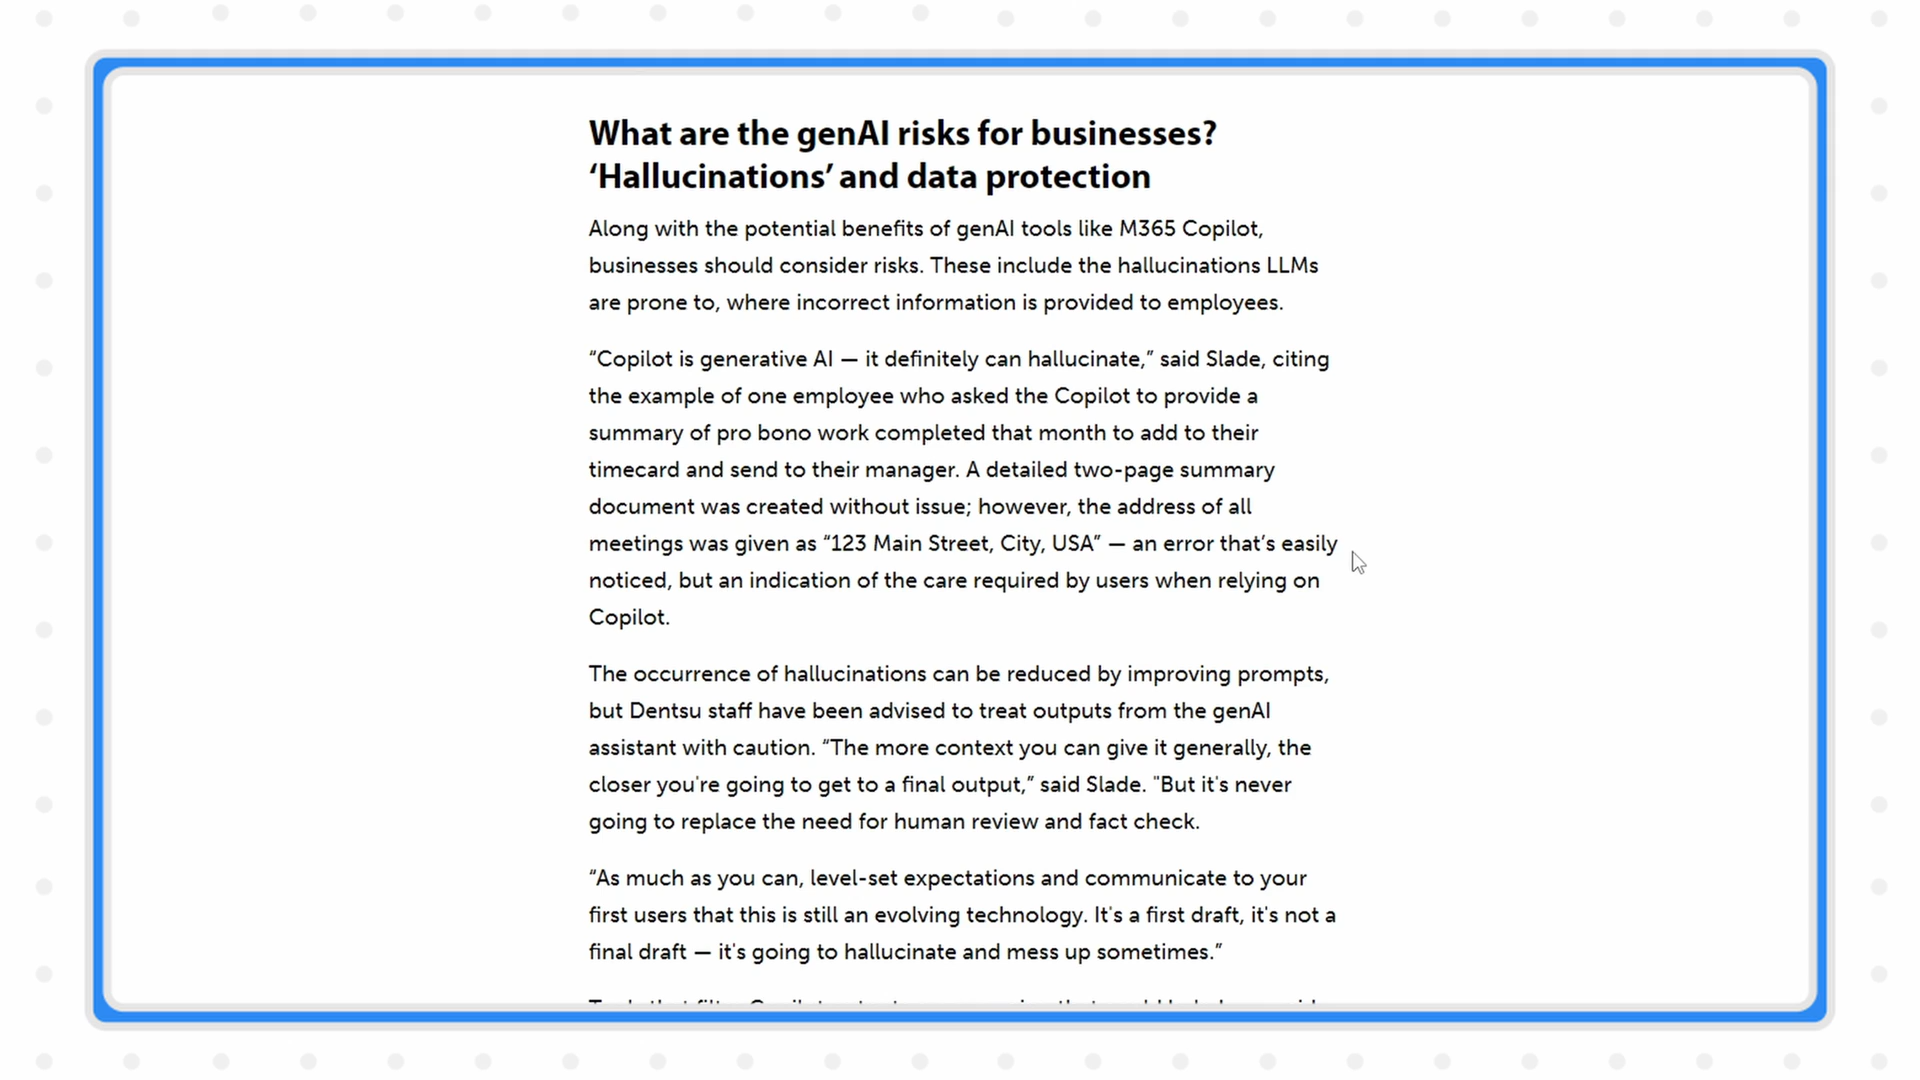 What are the genAI risks for businesses?
‘Hallucinations’ and data protection
Along with the potential benefits of genAI tools like M365 Copilot,
businesses should consider risks. These include the hallucinations LLMs
are prone to, where incorrect information is provided to employees.
“Copilot is generative AI — it definitely can hallucinate,” said Slade, citing
the example of one employee who asked the Copilot to provide a
summary of pro bono work completed that month to add to their
timecard and send to their manager. A detailed two-page summary
document was created without issue; however, the address of all
meetings was given as “123 Main Street, City, USA” — an error that’s easily
noticed, but an indication of the care required by users when relying on
Copilot.
The occurrence of hallucinations can be reduced by improving prompts,
but Dentsu staff have been advised to treat outputs from the genAI
assistant with caution. “The more context you can give it generally, the
closer you're going to get to a final output,” said Slade. "But it's never
going to replace the need for human review and fact check.
“As much as you can, level-set expectations and communicate to your
first users that this is still an evolving technology. It's a first draft, it's not a
final draft — it's going to hallucinate and mess up sometimes.”